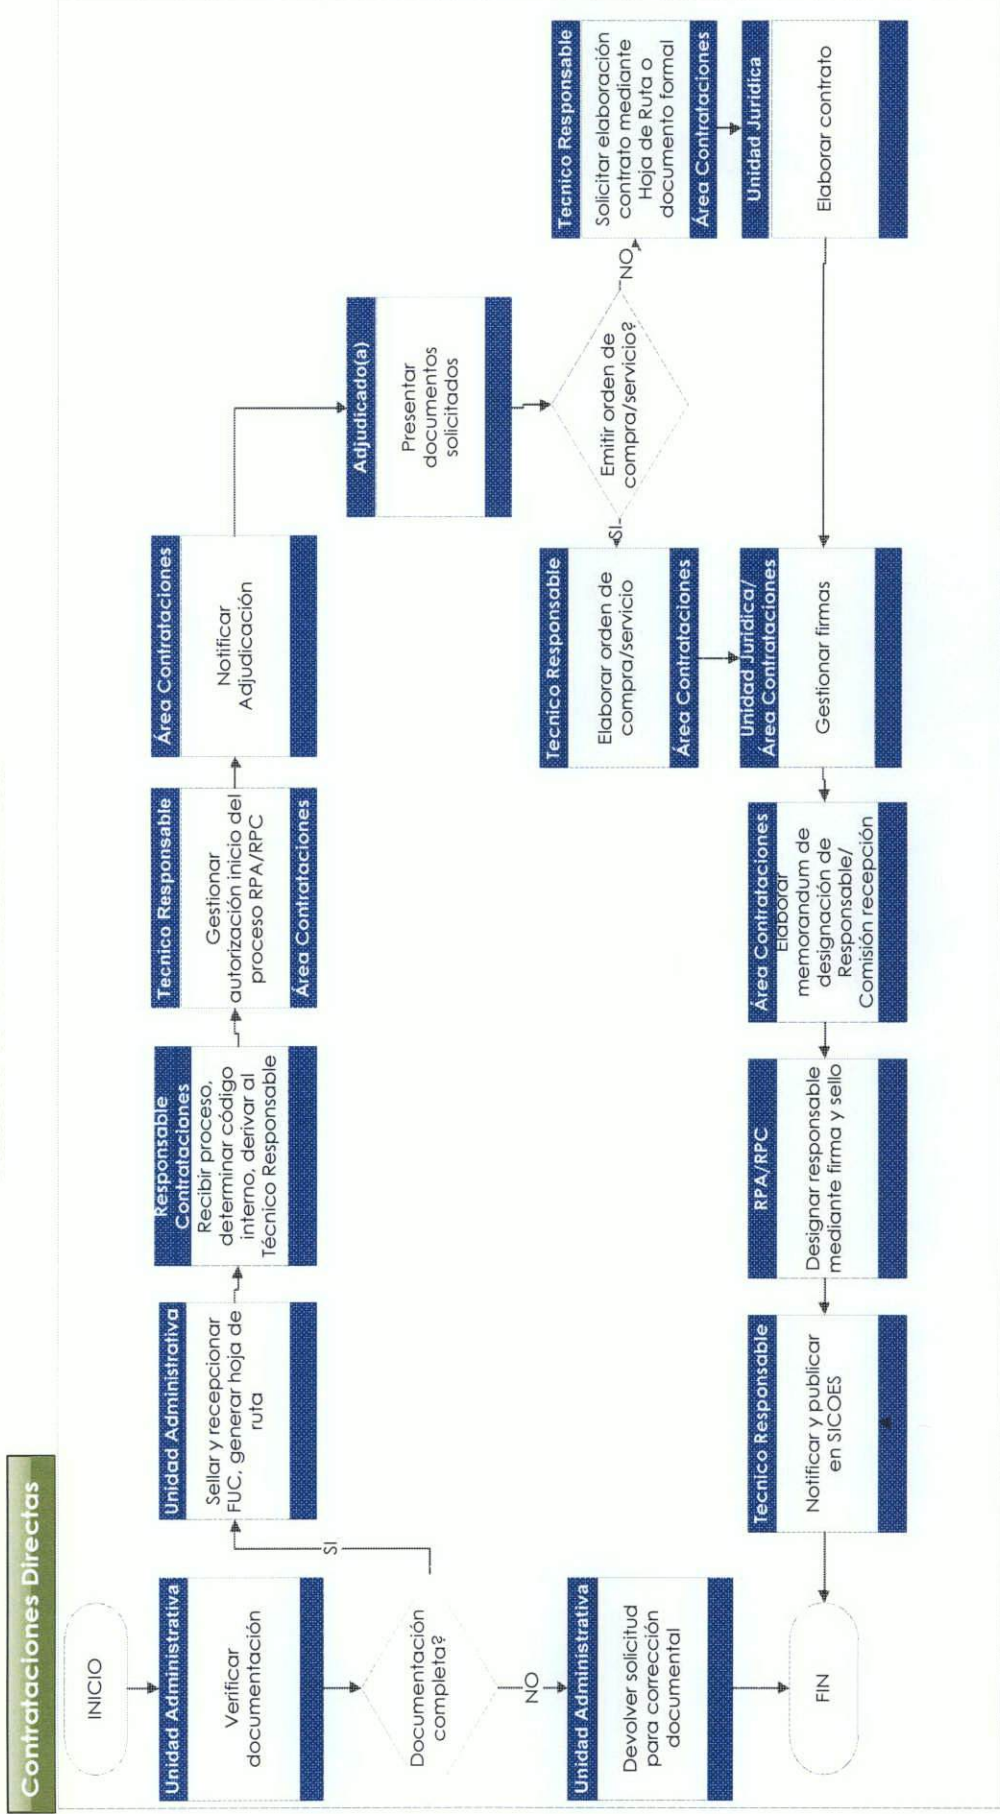 Contrataciones Directas
INICIO
Unidad Administrativa
Verificar
documentación
Documentación
completa?
SI
NO
Unidad Administrativa
Devolver solicitud
para corrección
documental
FIN
Unidad Administrativa
Sellar y recepcionar
FUC, generar hoja de
ruta
Responsable
Contrataciones
Recibir proceso,
determinar código
interno, derivar al
Técnico Responsable
Tecnico Responsable
Gestionar
autorización inicio del
proceso RPA/RPC
Área Contrataciones
Área Contrataciones
Notificar
Adjudicación
Adjudicado(a)
Presentar
documentos
solicitados
Emitir orden de
compra/servicio?
SI
NO
Tecnico Responsable
Elaborar orden de
compra/servicio
Área Contrataciones
Tecnico Responsable
Solicitar elaboración
contrato mediante
Hoja de Ruta o
documento formal
Área Contrataciones
Unidad Juridica
Elaborar contrato
Unidad Juridica/
Área Contrataciones
Gestionar firmas
Área Contrataciones
Elaborar
memorandum de
designación de
Responsable/
Comisión recepción
RPA/RPC
Designar responsable
mediante firma y sello
Tecnico Responsable
Notificar y publicar
en SICOES